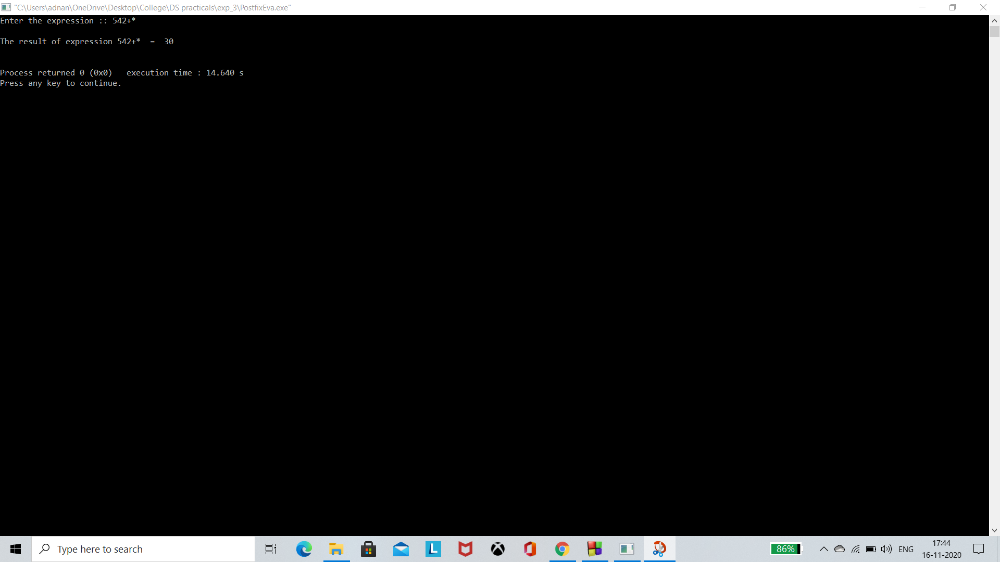 "C:\Users\adnan\OneDrive\Desktop\College\DS practicals\exp_3\PostfixEva.exe"
Enter the expression :: 542+*
The result of expression 542+*  =  30
Process returned 0 (0x0)   execution time : 14.640 s
Press any key to continue.
Type here to search
L
86%
ENG
17:44
16-11-2020